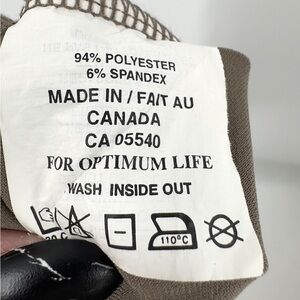 94% POLYESTER
6% SPANDEX
MADE IN / FAIT AU
CANADA
CA 05540
FOR OPTIMUM LIFE
WASH INSIDE OUT
110°C